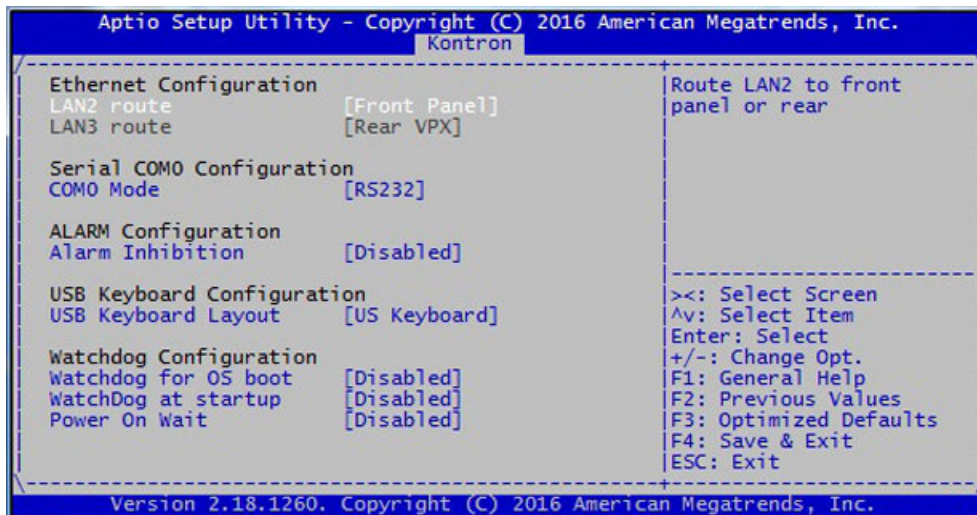 Aptio Setup Utility - Copyright (C) 2016 American Megatrends, Inc.
Kontron
Ethernet Configuration
LAN2 route [Front Panel]
LAN3 route [Rear VPX]
Serial COM0 Configuration
COM0 Mode [RS232]
ALARM Configuration
Alarm Inhibition [Disabled]
USB Keyboard Configuration
USB Keyboard Layout [US Keyboard]
Watchdog Configuration
Watchdog for OS boot [Disabled]
WatchDog at startup [Disabled]
Power On Wait [Disabled]
Route LAN2 to front
panel or rear
><: Select Screen
^v: Select Item
Enter: Select
+/-: Change Opt.
F1: General Help
F2: Previous Values
F3: Optimized Defaults
F4: Save & Exit
ESC: Exit
Version 2.18.1260. Copyright (C) 2016 American Megatrends, Inc.